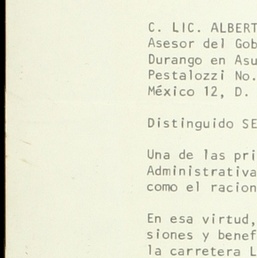 C. LIC. ALBERT
Asesor del Gob
Durango en Asu
Pestalozzi No.
México 12, D.
Distinguido SE
Una de las pri
Administrativa
como el racion
En esa virtud,
siones y benef
la carretera L